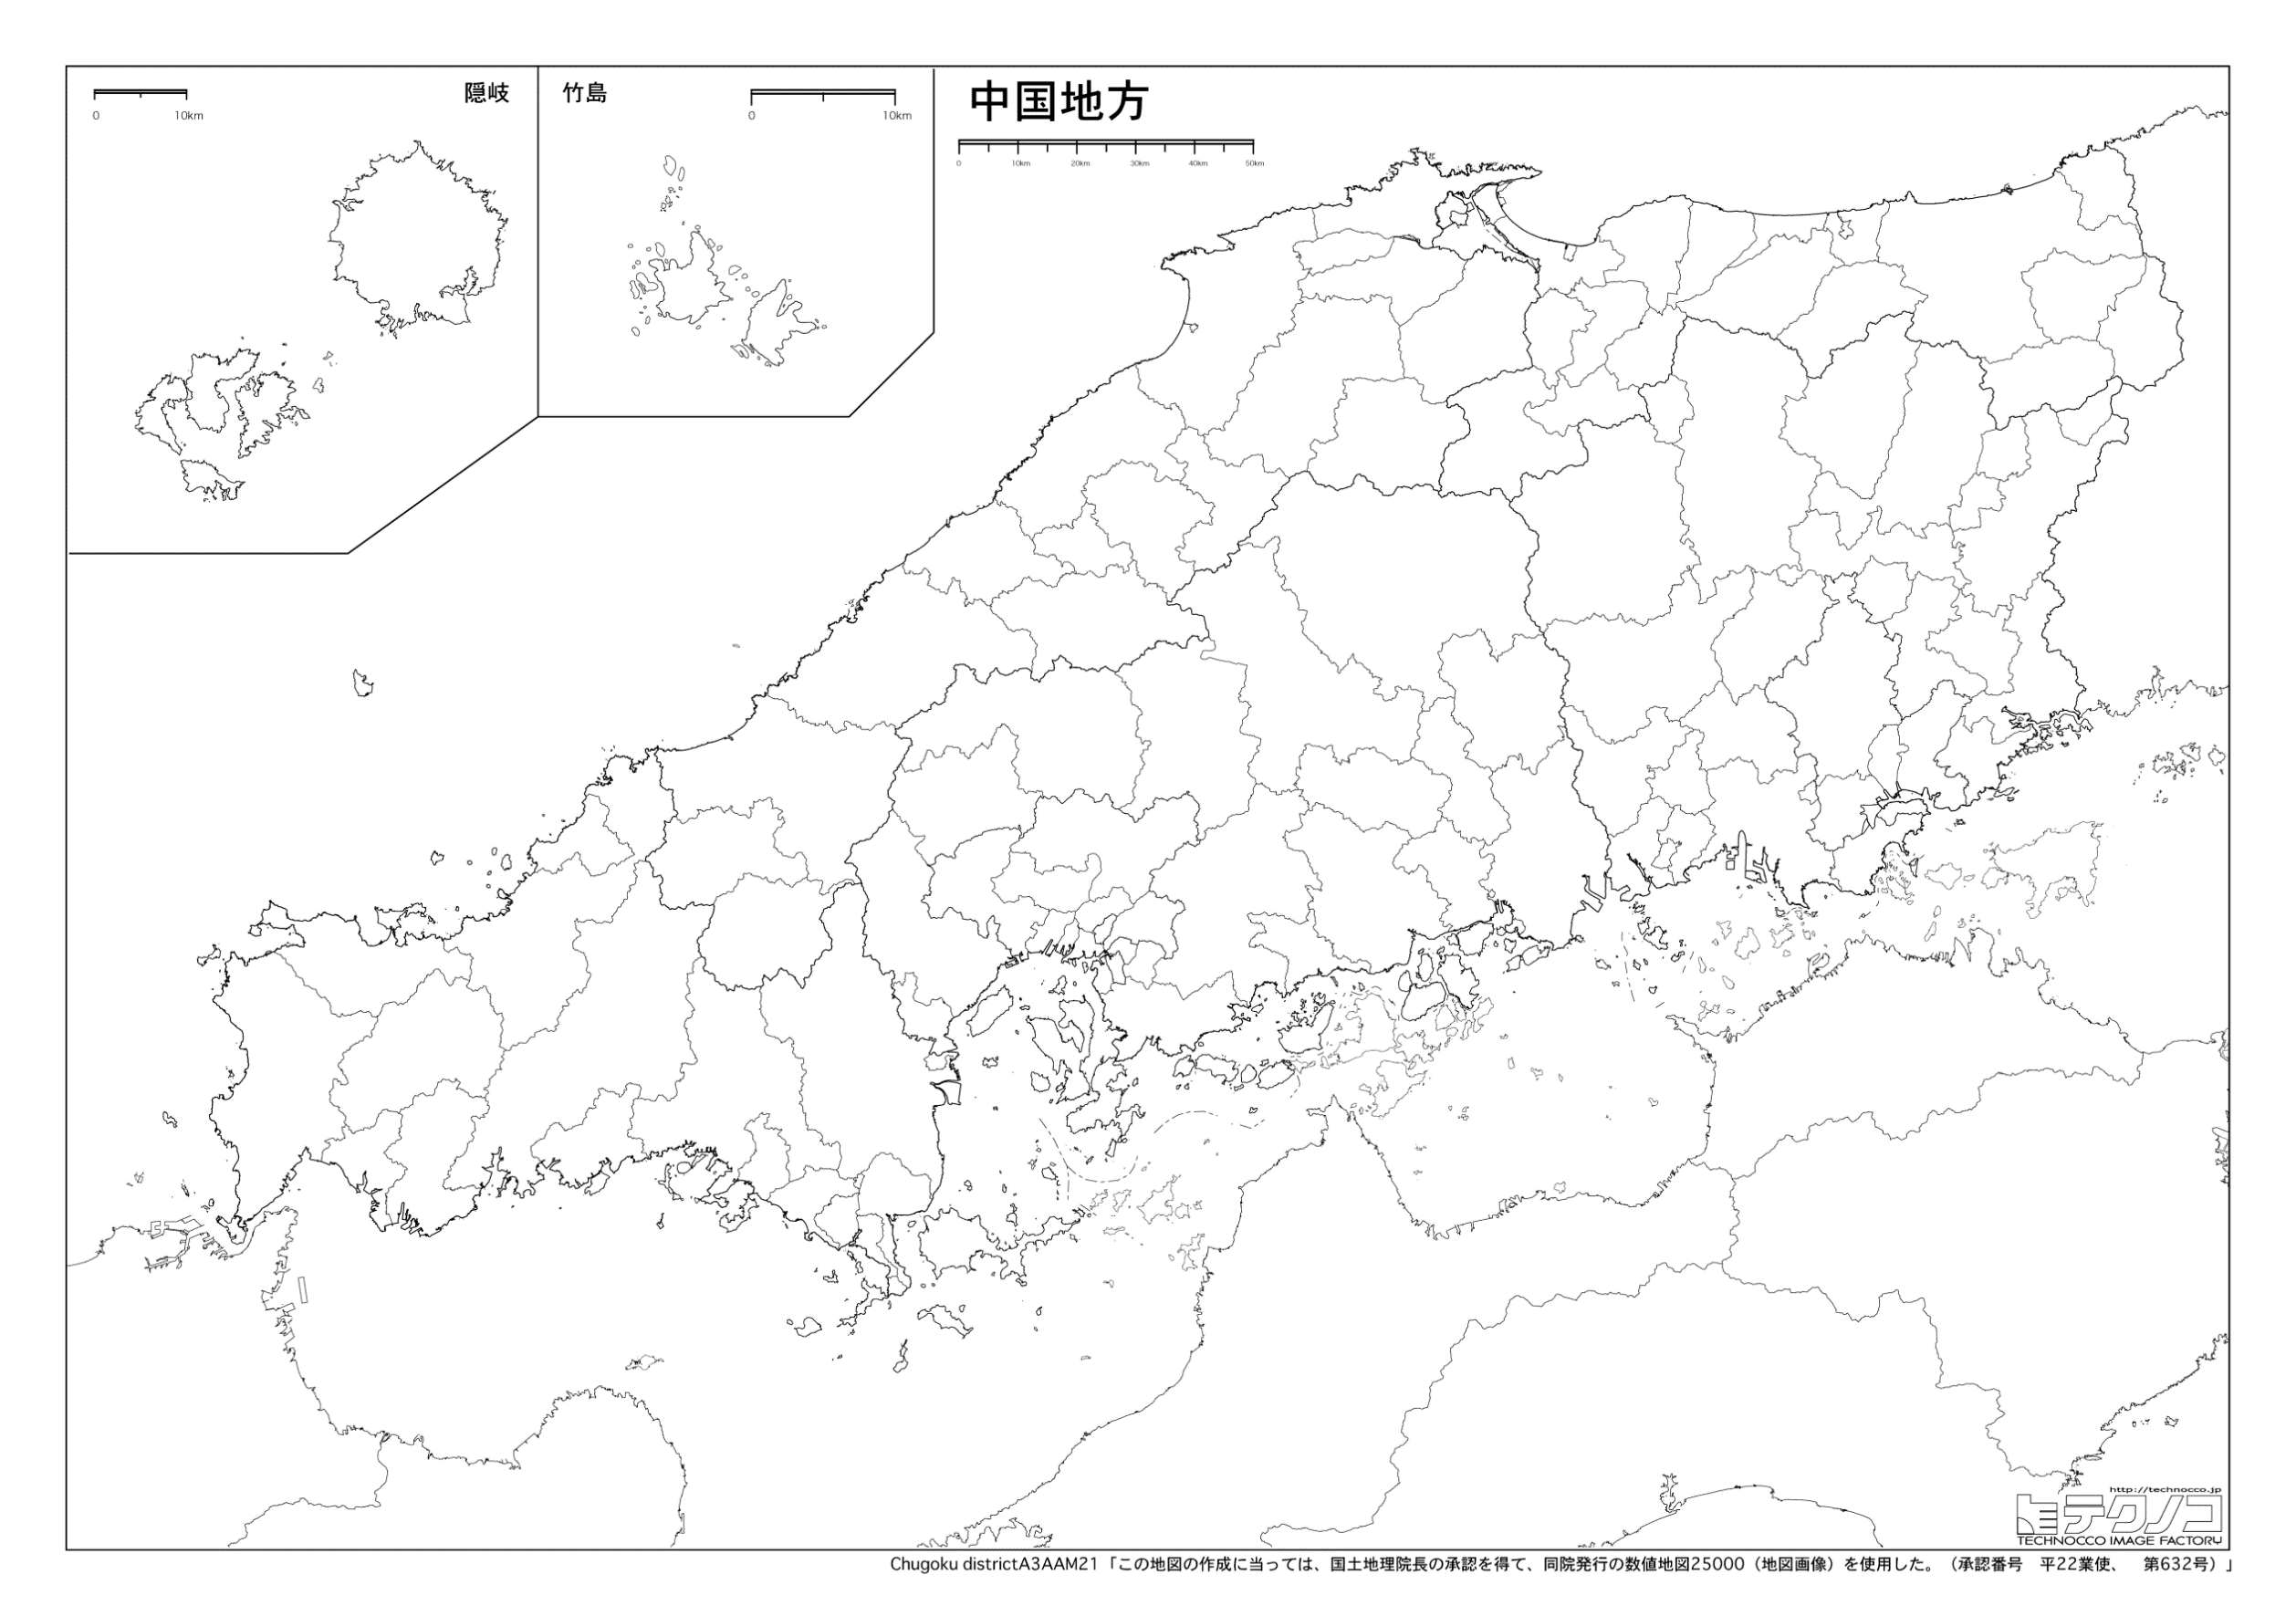 隠岐
0 10km
竹島
0 10km
中国地方
0 10km 20km 30km 40km 50km
http://technocco.jp
テクノコ
TECHNOCCO IMAGE FACTORY
Chugoku districtA3AAM21「この地図の作成に当っては、国土地理院長の承認を得て、同院発行の数値地図25000（地図画像）を使用した。（承認番号　平22業使、　第632号）」